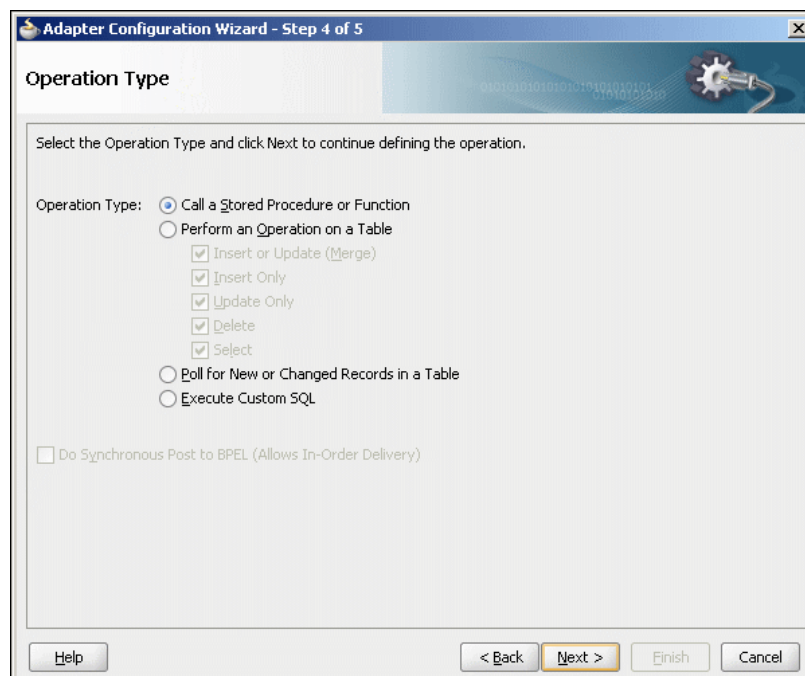 Adapter Configuration Wizard - Step 4 of 5
Operation Type
01010101010101010101010101
0101010101010
Select the Operation Type and click Next to continue defining the operation.
Operation Type: Call a Stored Procedure or Function
Perform an Operation on a Table
Insert or Update (Merge)
Insert Only
Update Only
Delete
Select
Poll for New or Changed Records in a Table
Execute Custom SQL
Do Synchronous Post to BPEL (Allows In-Order Delivery)
Help < Back Next > Finish Cancel